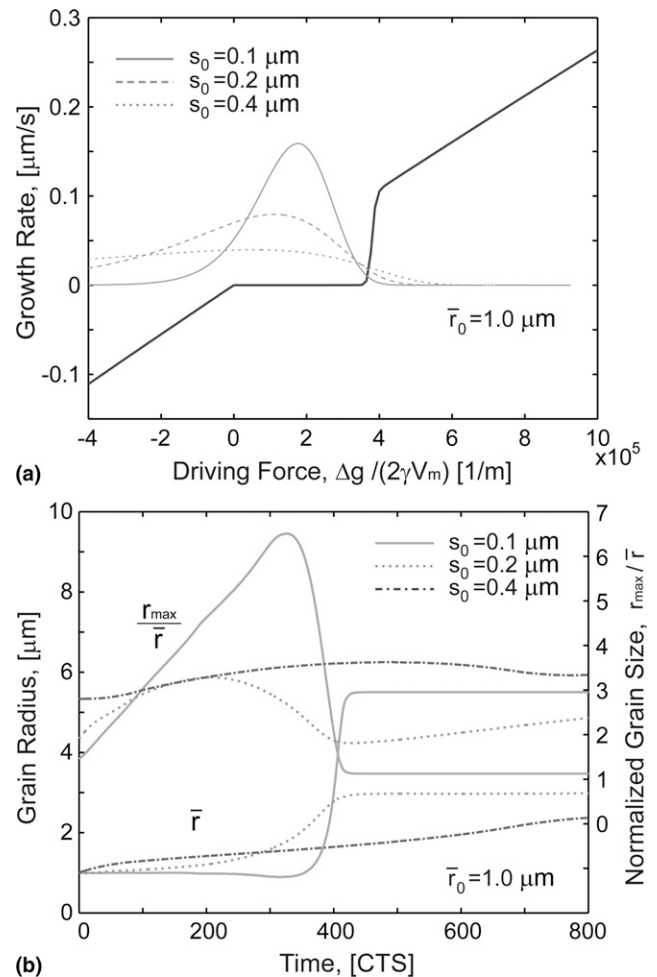 0.3
0.2
0.1
0
-0.1
Growth Rate, [μm/s]
s₀=0.1 μm
s₀=0.2 μm
s₀=0.4 μm
r̄₀=1.0 μm
-4 -2 0 2 4 6 8 10
x10⁵
Driving Force, Δg/(2γVₘ) [1/m]
(a)
10
8
6
4
2
0
Grain Radius, [μm]
7
6
5
4
3
2
1
0
Normalized Grain Size, r_max/r̄
s₀=0.1 μm
s₀=0.2 μm
s₀=0.4 μm
r_max
r̄
r̄
r̄₀=1.0 μm
0 200 400 600 800
Time, [CTS]
(b)